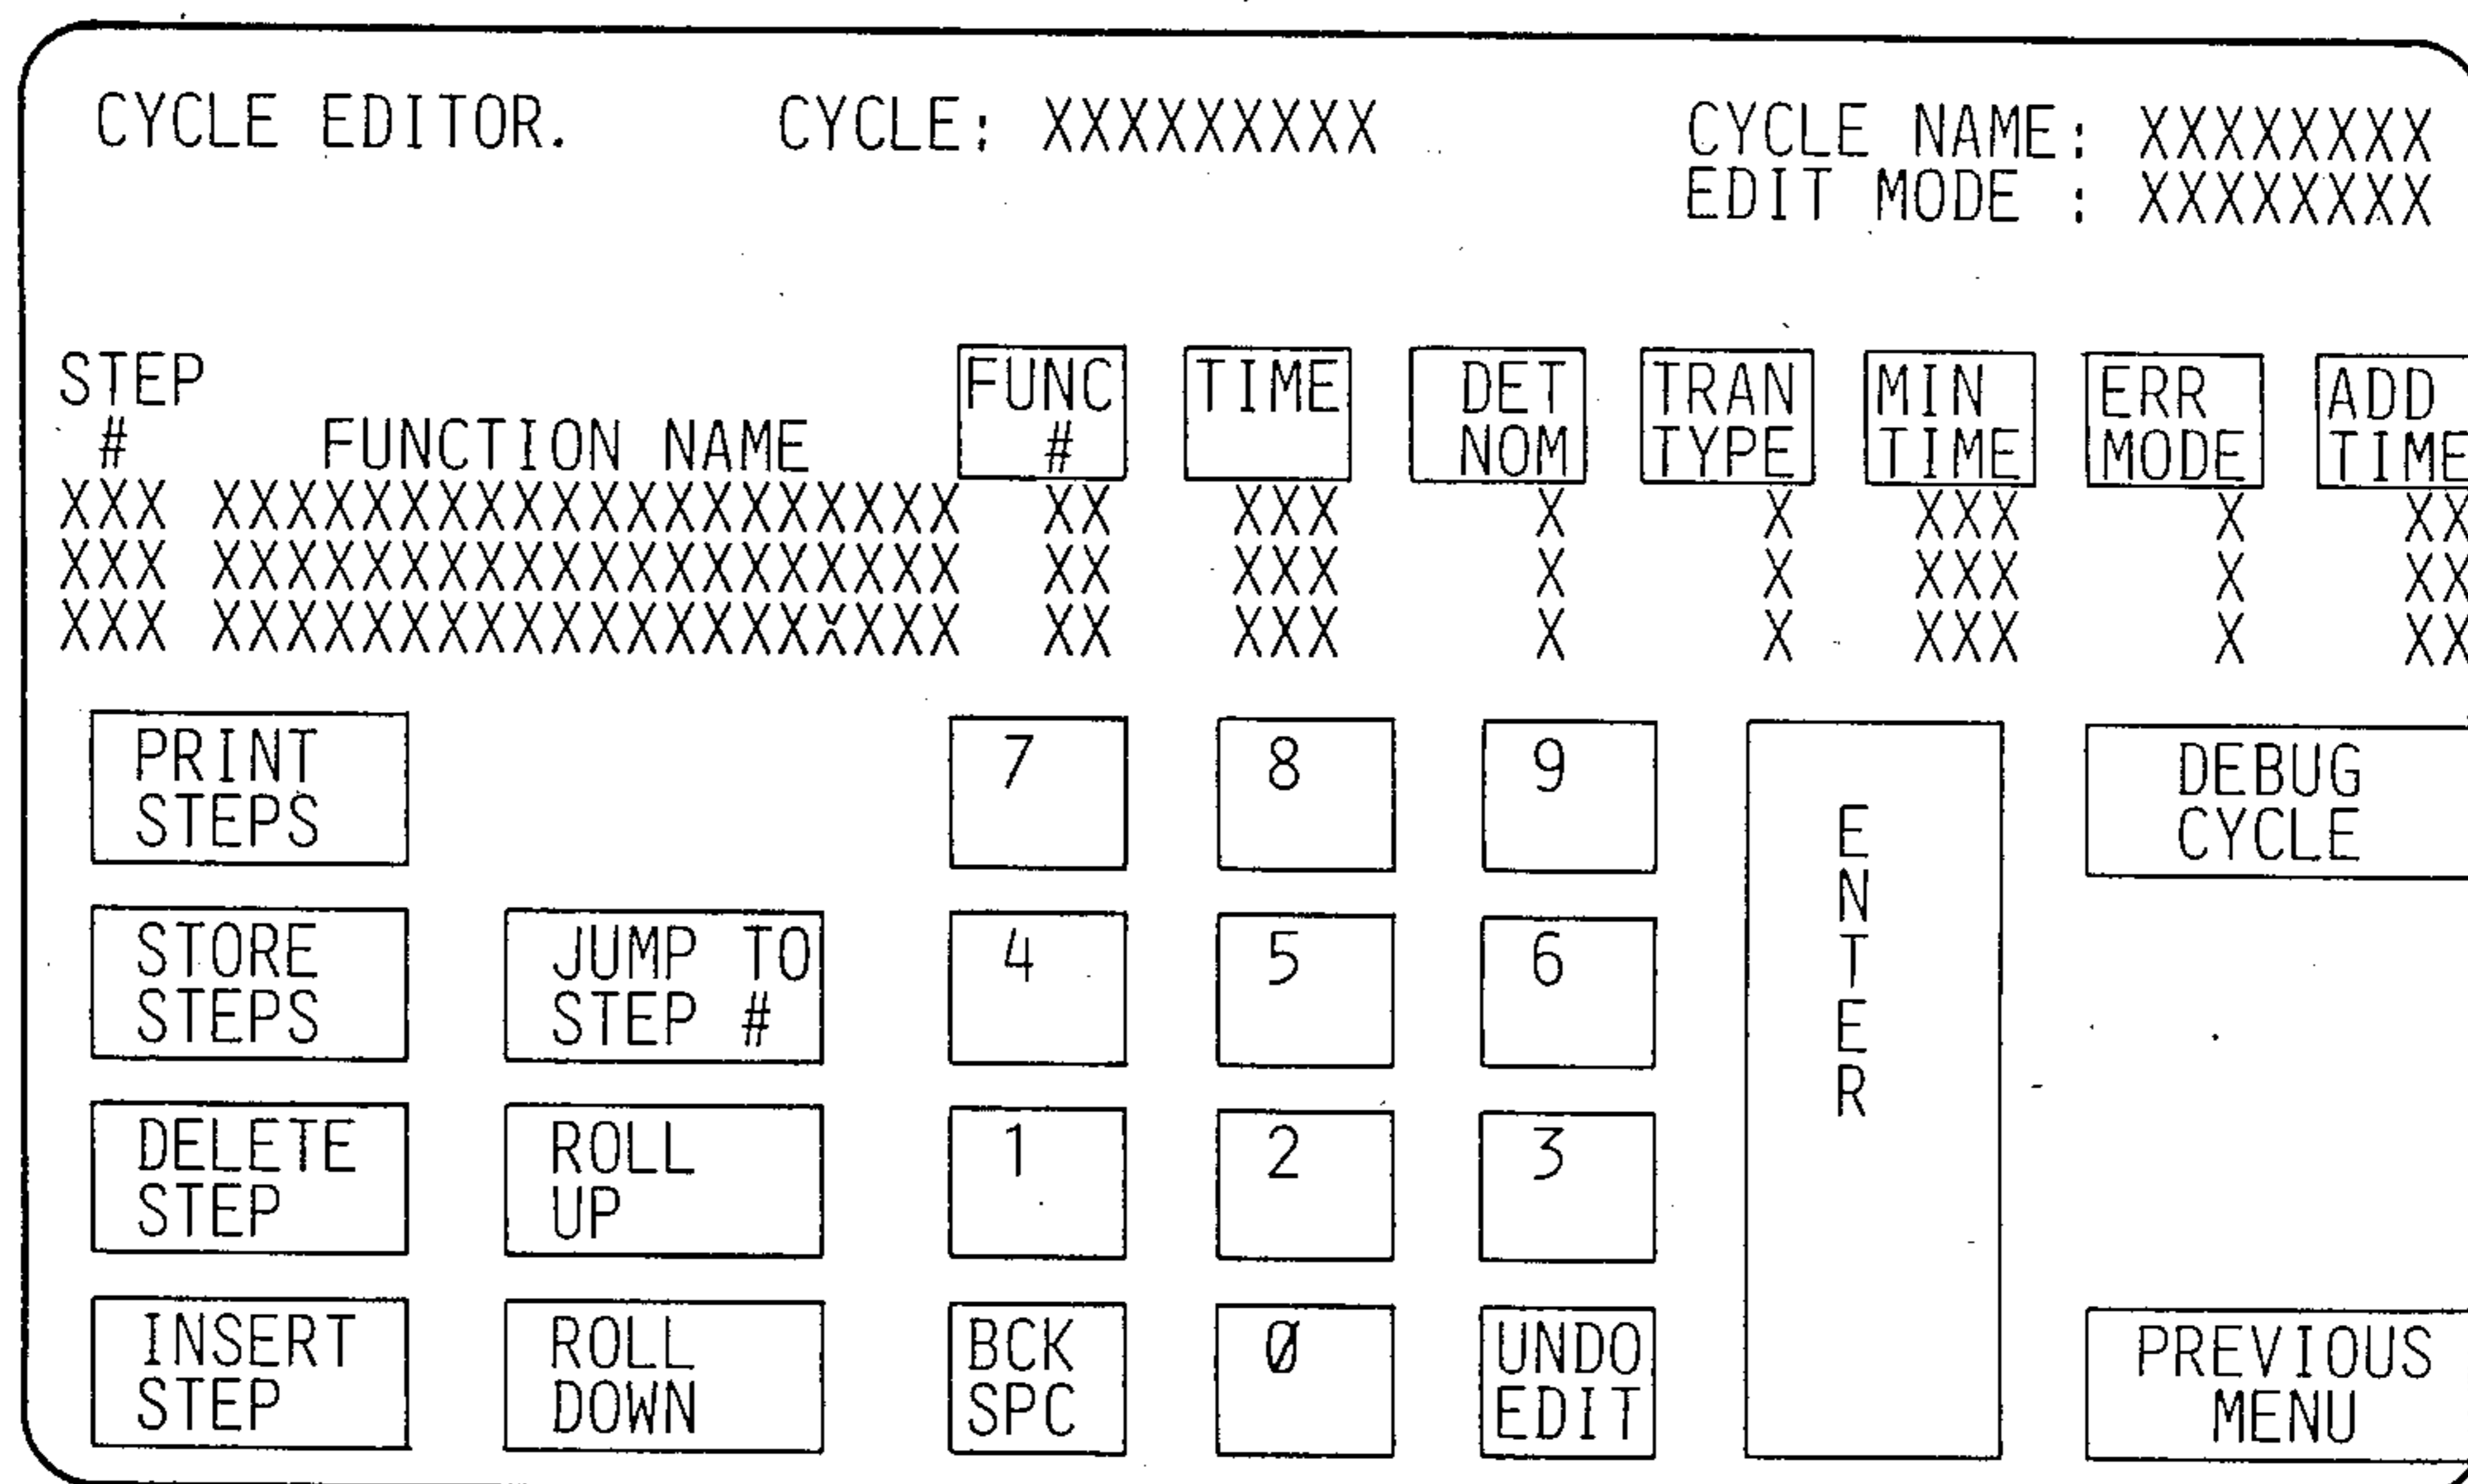 CYCLE EDITOR. CYCLE: XXXXXXXXX CYCLE NAME: XXXXXXXX
EDIT MODE : XXXXXXXX
STEP # FUNCTION NAME FUNC # TIME DET NOM TRAN TYPE MIN TIME ERR MODE ADD TIME
XXX XXXXXXXXXXXXXXXXXXXX XX XXX X X XXX X XX
XXX XXXXXXXXXXXXXXXXXXXX XX XXX X X XXX X XX
XXX XXXXXXXXXXXXXXXXXXXX XX XXX X X XXX X XX
PRINT STEPS 7 8 9 ENTER DEBUG CYCLE
STORE STEPS JUMP TO STEP # 4 5 6
DELETE STEP ROLL UP 1 2 3
INSERT STEP ROLL DOWN BCK SPC 0 UNDO EDIT PREVIOUS MENU